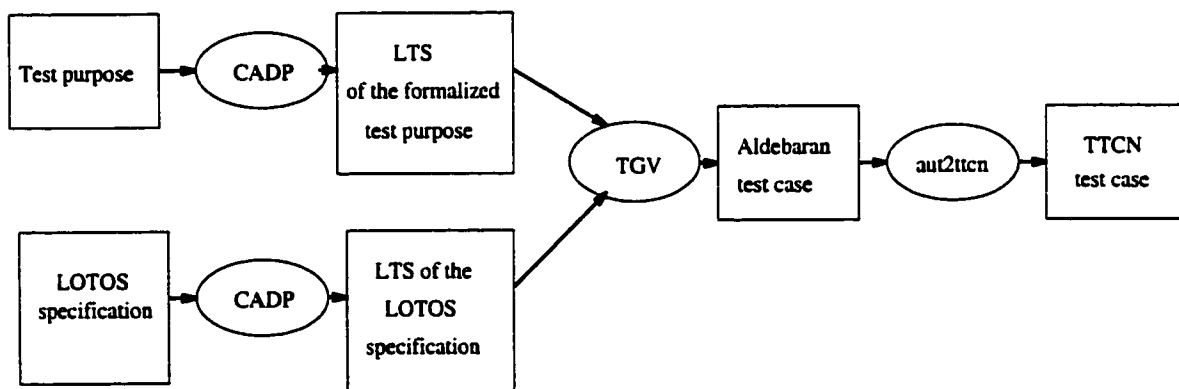 Test purpose
CADP
LTS
of the formalized
test purpose
TGV
Aldebaran
test case
aut2ttcn
TTCN
test case
LOTOS
specification
CADP
LTS of the
LOTOS
specification